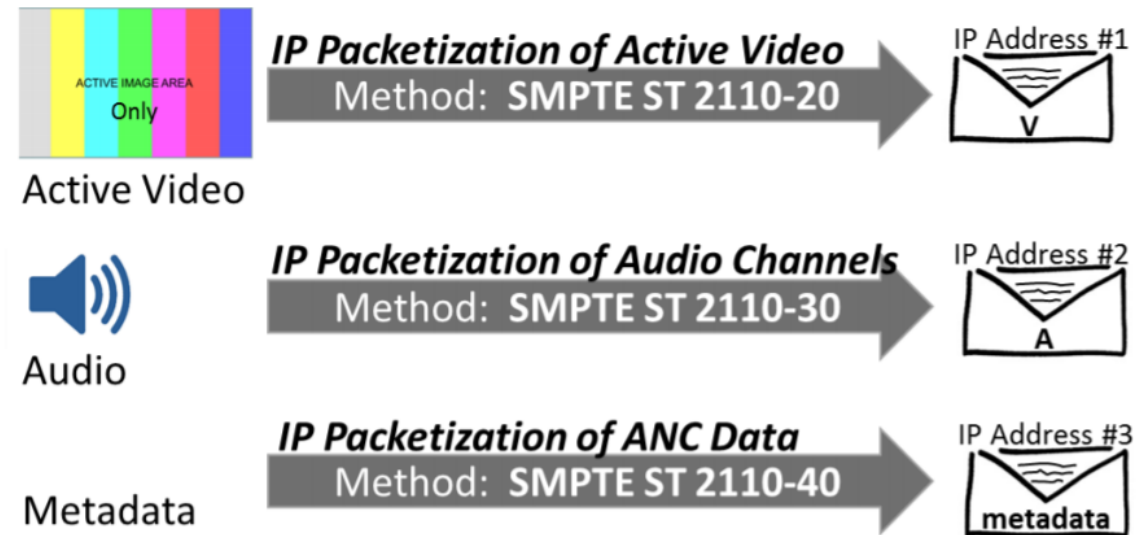 IP Packetization of Active Video
IP Address #1
ACTIVE IMAGE AREA
Only
Method: SMPTE ST 2110-20
V
Active Video
IP Packetization of Audio Channels
IP Address #2
Method: SMPTE ST 2110-30
A
Audio
IP Packetization of ANC Data
IP Address #3
Method: SMPTE ST 2110-40
Metadata
metadata